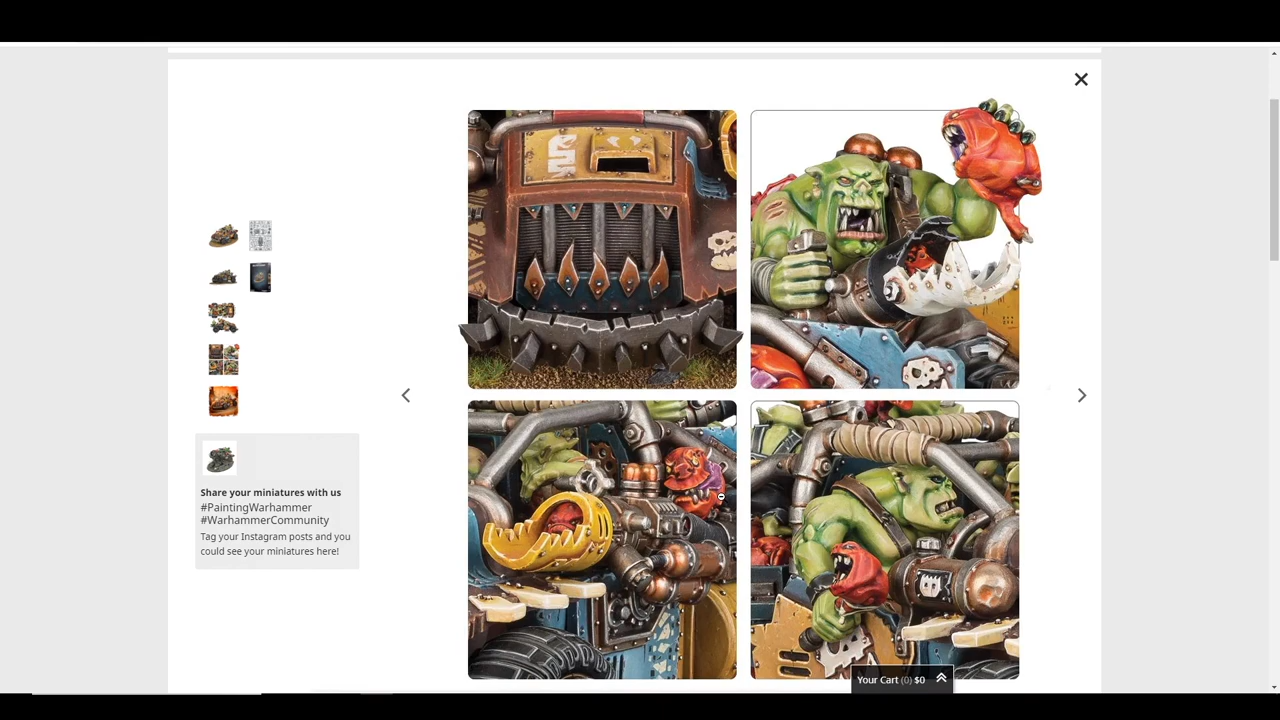 Share your miniatures with us
#PaintingWarhammer
#WarhammerCommunity
Tag your Instagram posts and you
could see your miniatures here!
Your Cart (0) $0